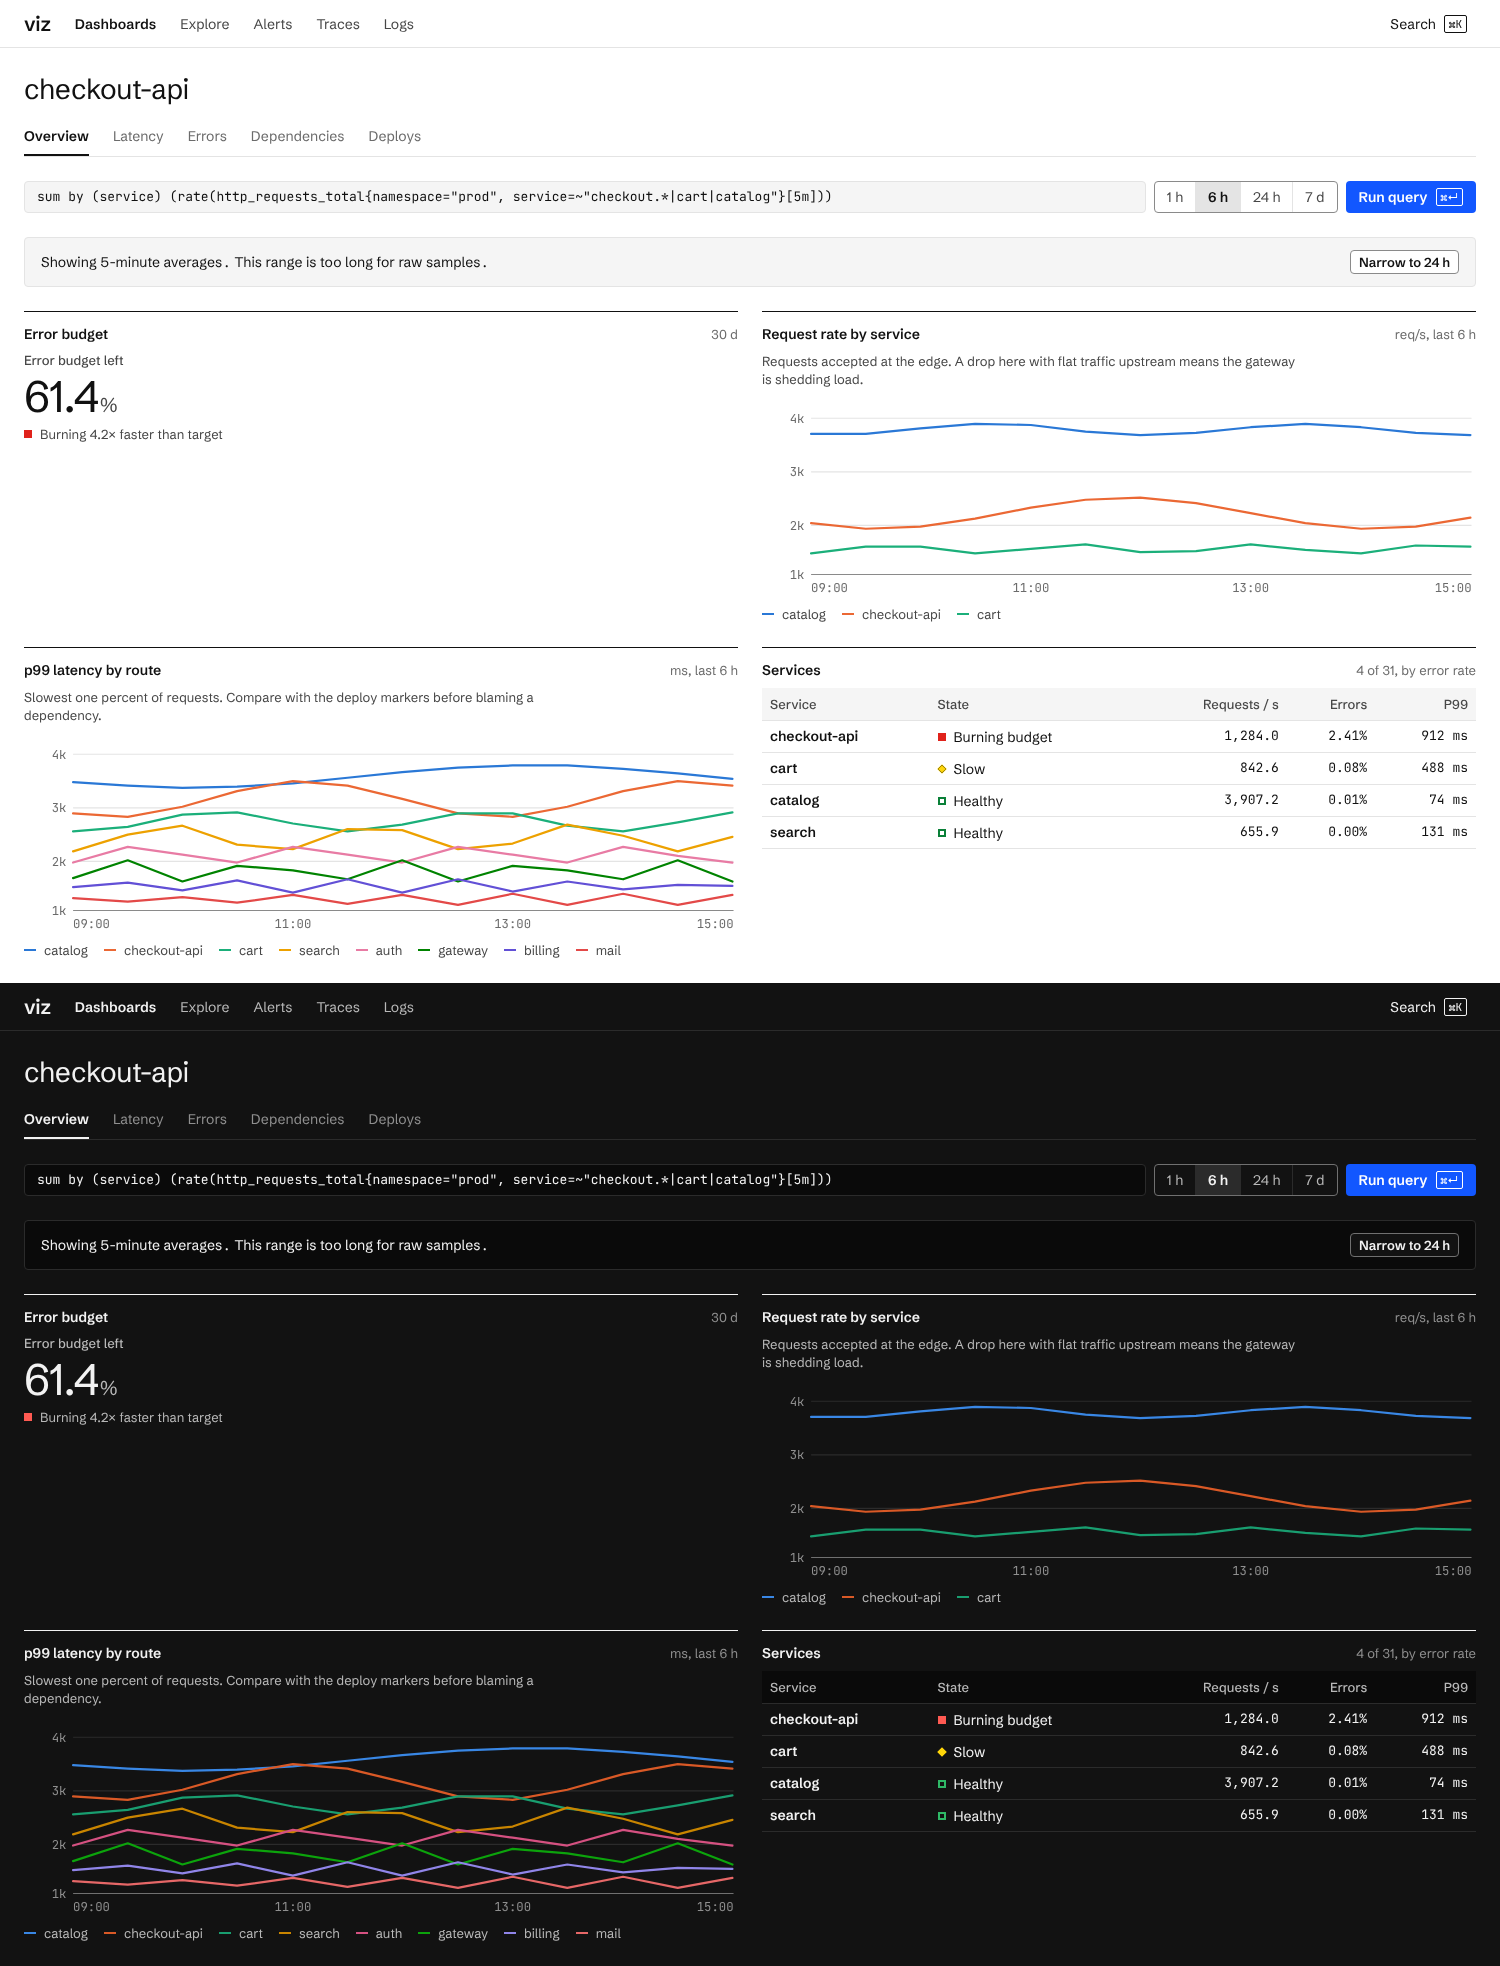 viz Dashboards Explore Alerts Traces Logs Search ⌘K
checkout-api
Overview Latency Errors Dependencies Deploys
sum by (service) (rate(http_requests_total{namespace="prod", service=~"checkout.*|cart|catalog"}[5m])) 1 h 6 h 24 h 7 d Run query ⌘↵
Showing 5-minute averages. This range is too long for raw samples. Narrow to 24 h
Error budget 30 d
Error budget left
61.4%
Burning 4.2× faster than target
Request rate by service req/s, last 6 h
Requests accepted at the edge. A drop here with flat traffic upstream means the gateway
is shedding load.
4k
3k
2k
1k
09:00 11:00 13:00 15:00
catalog checkout-api cart
p99 latency by route ms, last 6 h
Slowest one percent of requests. Compare with the deploy markers before blaming a
dependency.
4k
3k
2k
1k
09:00 11:00 13:00 15:00
catalog checkout-api cart search auth gateway billing mail
Services 4 of 31, by error rate
Service State Requests / s Errors P99
checkout-api Burning budget 1,284.0 2.41% 912 ms
cart Slow 842.6 0.08% 488 ms
catalog Healthy 3,907.2 0.01% 74 ms
search Healthy 655.9 0.00% 131 ms
viz Dashboards Explore Alerts Traces Logs Search ⌘K
checkout-api
Overview Latency Errors Dependencies Deploys
sum by (service) (rate(http_requests_total{namespace="prod", service=~"checkout.*|cart|catalog"}[5m])) 1 h 6 h 24 h 7 d Run query ⌘↵
Showing 5-minute averages. This range is too long for raw samples. Narrow to 24 h
Error budget 30 d
Error budget left
61.4%
Burning 4.2× faster than target
Request rate by service req/s, last 6 h
Requests accepted at the edge. A drop here with flat traffic upstream means the gateway
is shedding load.
4k
3k
2k
1k
09:00 11:00 13:00 15:00
catalog checkout-api cart
p99 latency by route ms, last 6 h
Slowest one percent of requests. Compare with the deploy markers before blaming a
dependency.
4k
3k
2k
1k
09:00 11:00 13:00 15:00
catalog checkout-api cart search auth gateway billing mail
Services 4 of 31, by error rate
Service State Requests / s Errors P99
checkout-api Burning budget 1,284.0 2.41% 912 ms
cart Slow 842.6 0.08% 488 ms
catalog Healthy 3,907.2 0.01% 74 ms
search Healthy 655.9 0.00% 131 ms